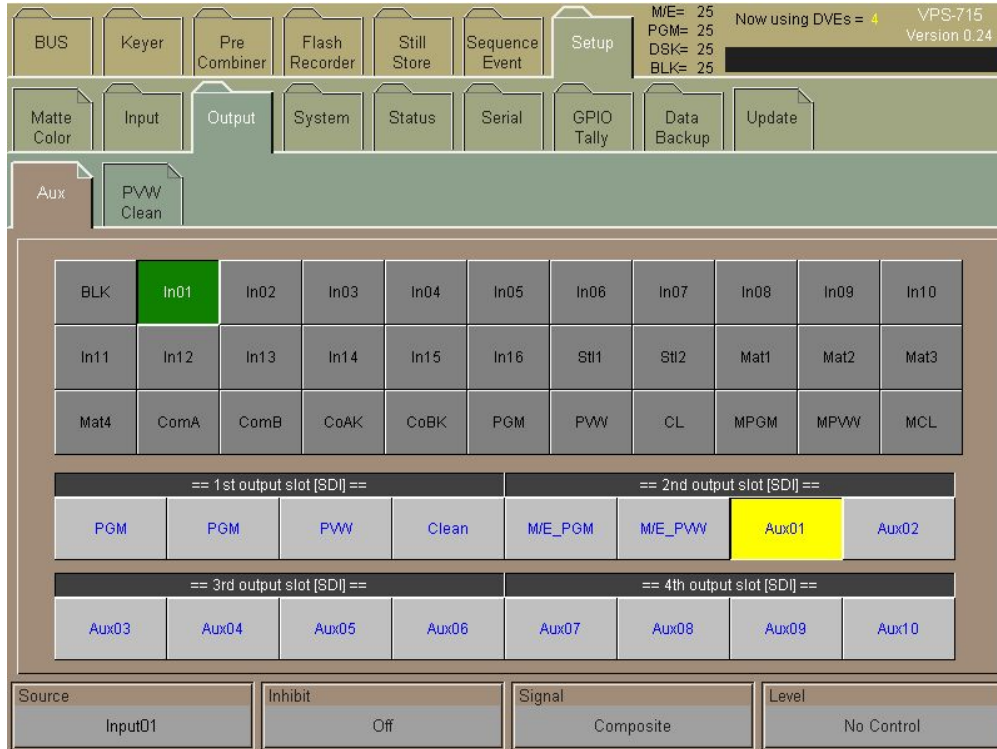 BUS
Keyer
Pre
Combiner
Flash
Recorder
Still
Store
Sequence
Event
Setup
M/E= 25
PGM= 25
DSK= 25
BLK= 25
Now using DVEs = 4
VPS-715
Version 0.24
Matte
Color
Input
Output
System
Status
Serial
GPIO
Tally
Data
Backup
Update
Aux
PVW
Clean
BLK In01 In02 In03 In04 In05 In06 In07 In08 In09 In10
In11 In12 In13 In14 In15 In16 Stl1 Stl2 Mat1 Mat2 Mat3
Mat4 ComA ComB CoAK CoBK PGM PVW CL MPGM MPVW MCL
== 1st output slot [SDI] == == 2nd output slot [SDI] ==
PGM PGM PVW Clean M/E_PGM M/E_PVW Aux01 Aux02
== 3rd output slot [SDI] == == 4th output slot [SDI] ==
Aux03 Aux04 Aux05 Aux06 Aux07 Aux08 Aux09 Aux10
Source Inhibit Signal Level
Input01 Off Composite No Control